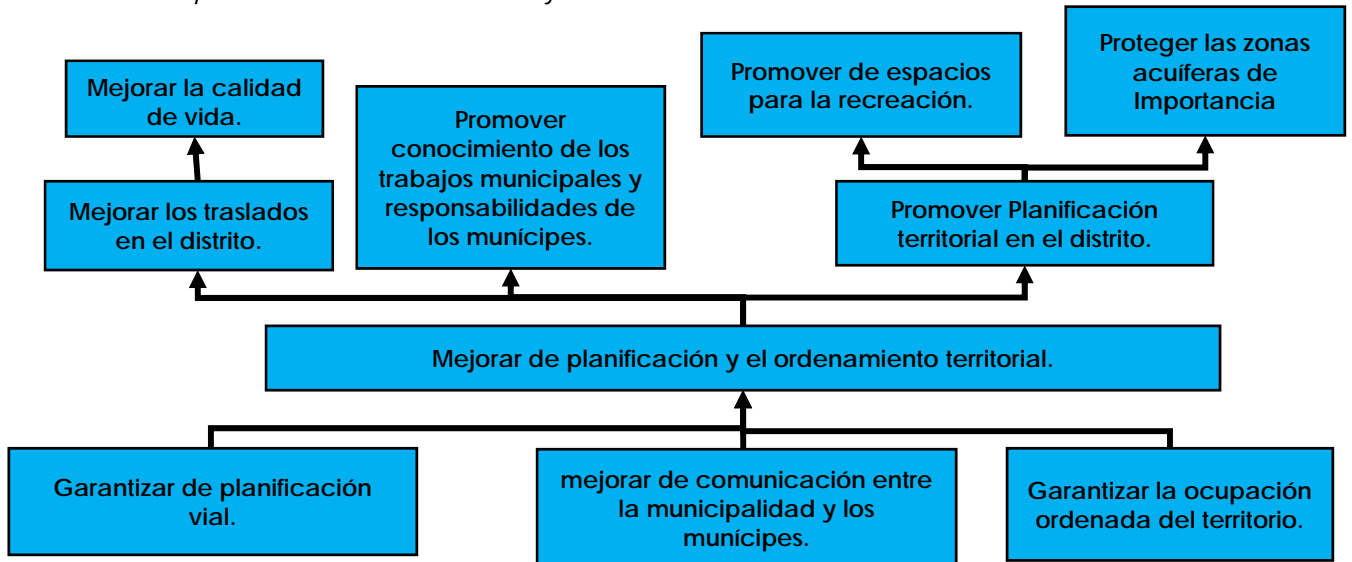 Proteger las zonas
acuíferas de
Importancia
Promover de espacios
para la recreación.
Mejorar la calidad
de vida.
Promover
conocimiento de los
trabajos municipales y
responsabilidades de
los munícipes.
Mejorar los traslados
en el distrito.
Promover Planificación
territorial en el distrito.
Mejorar de planificación y el ordenamiento territorial.
Garantizar de planificación
vial.
mejorar de comunicación entre
la municipalidad y los
munícipes.
Garantizar la ocupación
ordenada del territorio.